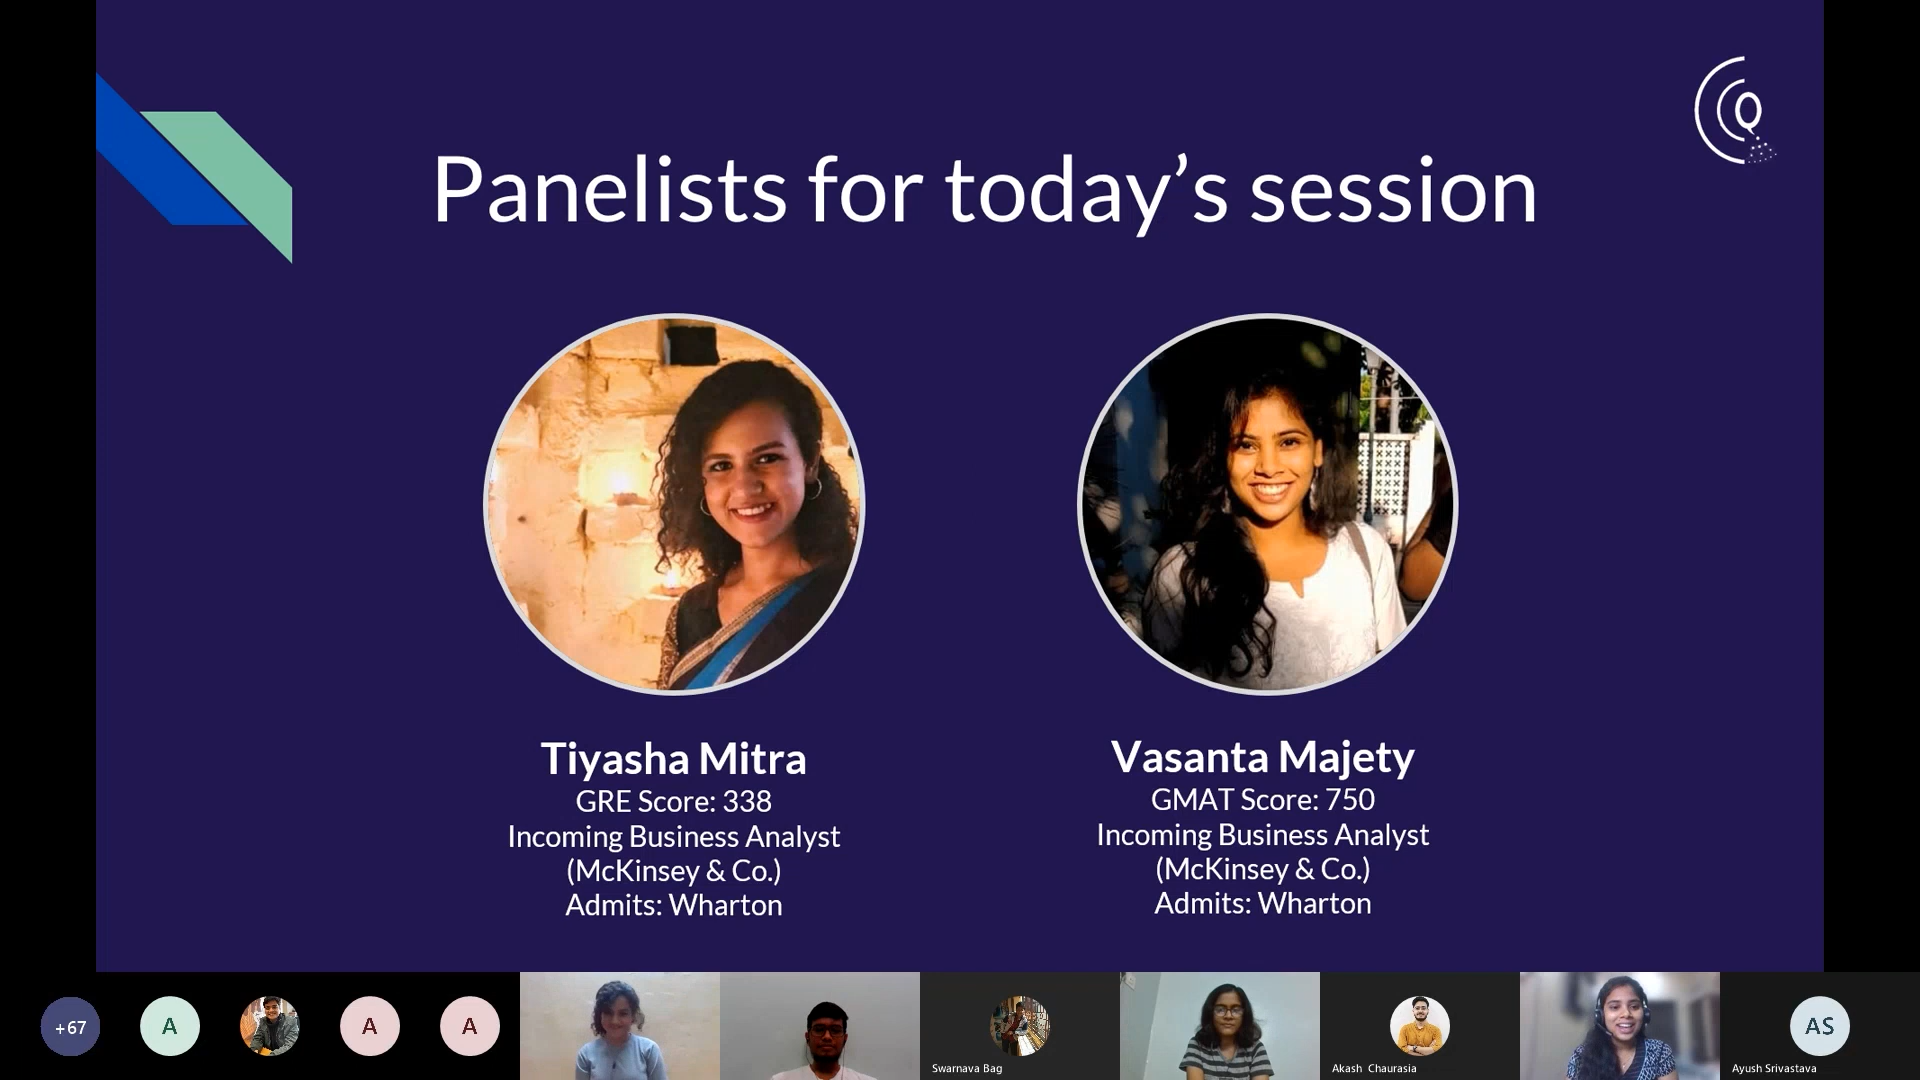 Q
Panelists for today's session
Tiyasha Mitra
GRE Score: 338
Incoming Business Analyst
(McKinsey & Co.)
Admits: Wharton
Vasanta Majety
GMAT Score: 750
Incoming Business Analyst
(McKinsey & Co.)
Admits: Wharton
+67
A
A
A
Swarnava Bag
Akash Chaurasia
AS
Ayush Srivastava